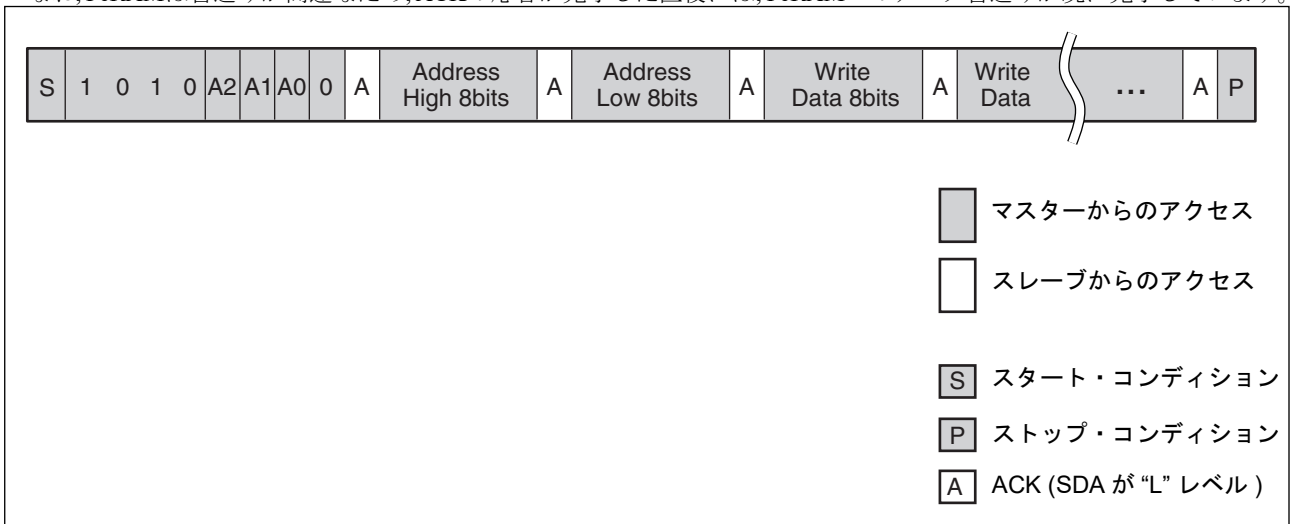 S 1 0 1 0 A2 A1 A0 0 A Address High 8bits A Address Low 8bits A Write Data 8bits A Write Data ... A P
マスターからのアクセス
スレーブからのアクセス
S スタート・コンディション
P ストップ・コンディション
A ACK (SDA が “L” レベル )